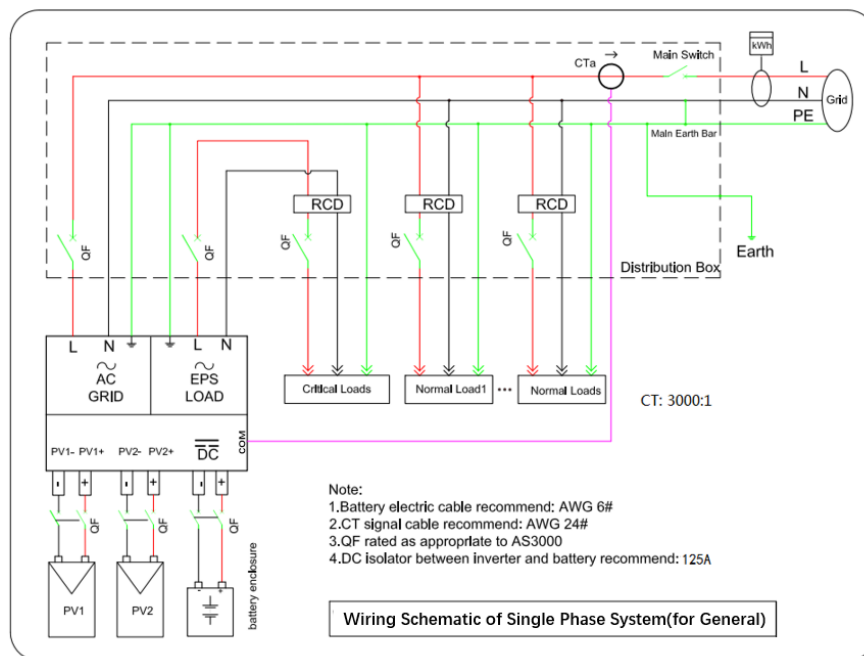 kWh
Main Switch
CTa
L
N
PE
Grid
Main Earth Bar
RCD
RCD
RCD
QF
QF
QF
QF
QF
Earth
Distribution Box
L
N
L
N
AC
GRID
EPS
LOAD
Critical Loads
Normal Load1
...
Normal Loads
CT: 3000:1
PV1-
PV1+
PV2-
PV2+
DC
COM
-
+
-
+
-
+
QF
QF
QF
PV1
PV2
-
+
battery enclosure
Note:
1.Battery electric cable recommend: AWG 6#
2.CT signal cable recommend: AWG 24#
3.QF rated as appropriate to AS3000
4.DC isolator between inverter and battery recommend: 125A
Wiring Schematic of Single Phase System(for General)